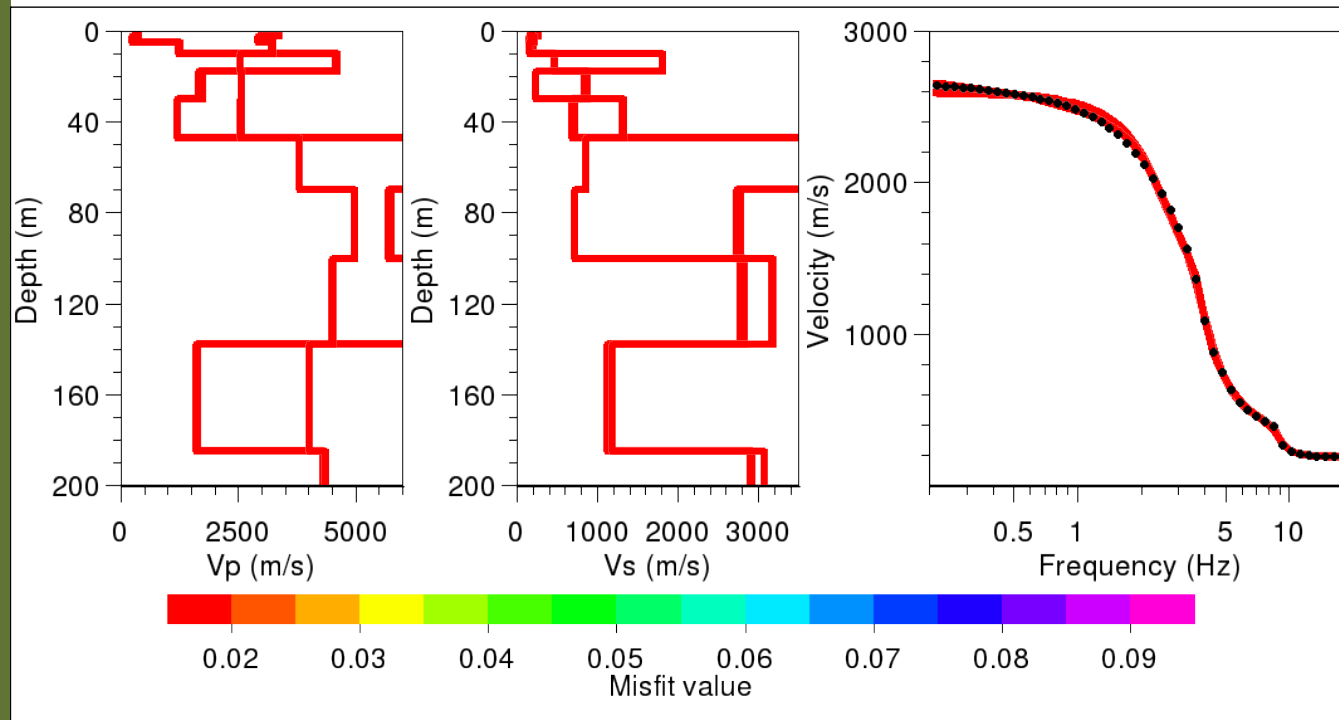 0
40
80
120
160
200
Depth (m)
0 2500 5000
Vp (m/s)
0
40
80
120
160
200
Depth (m)
0 1000 2000 3000
Vs (m/s)
3000
2000
1000
Velocity (m/s)
0.5 1 5 10
Frequency (Hz)
0.02 0.03 0.04 0.05 0.06 0.07 0.08 0.09
Misfit value